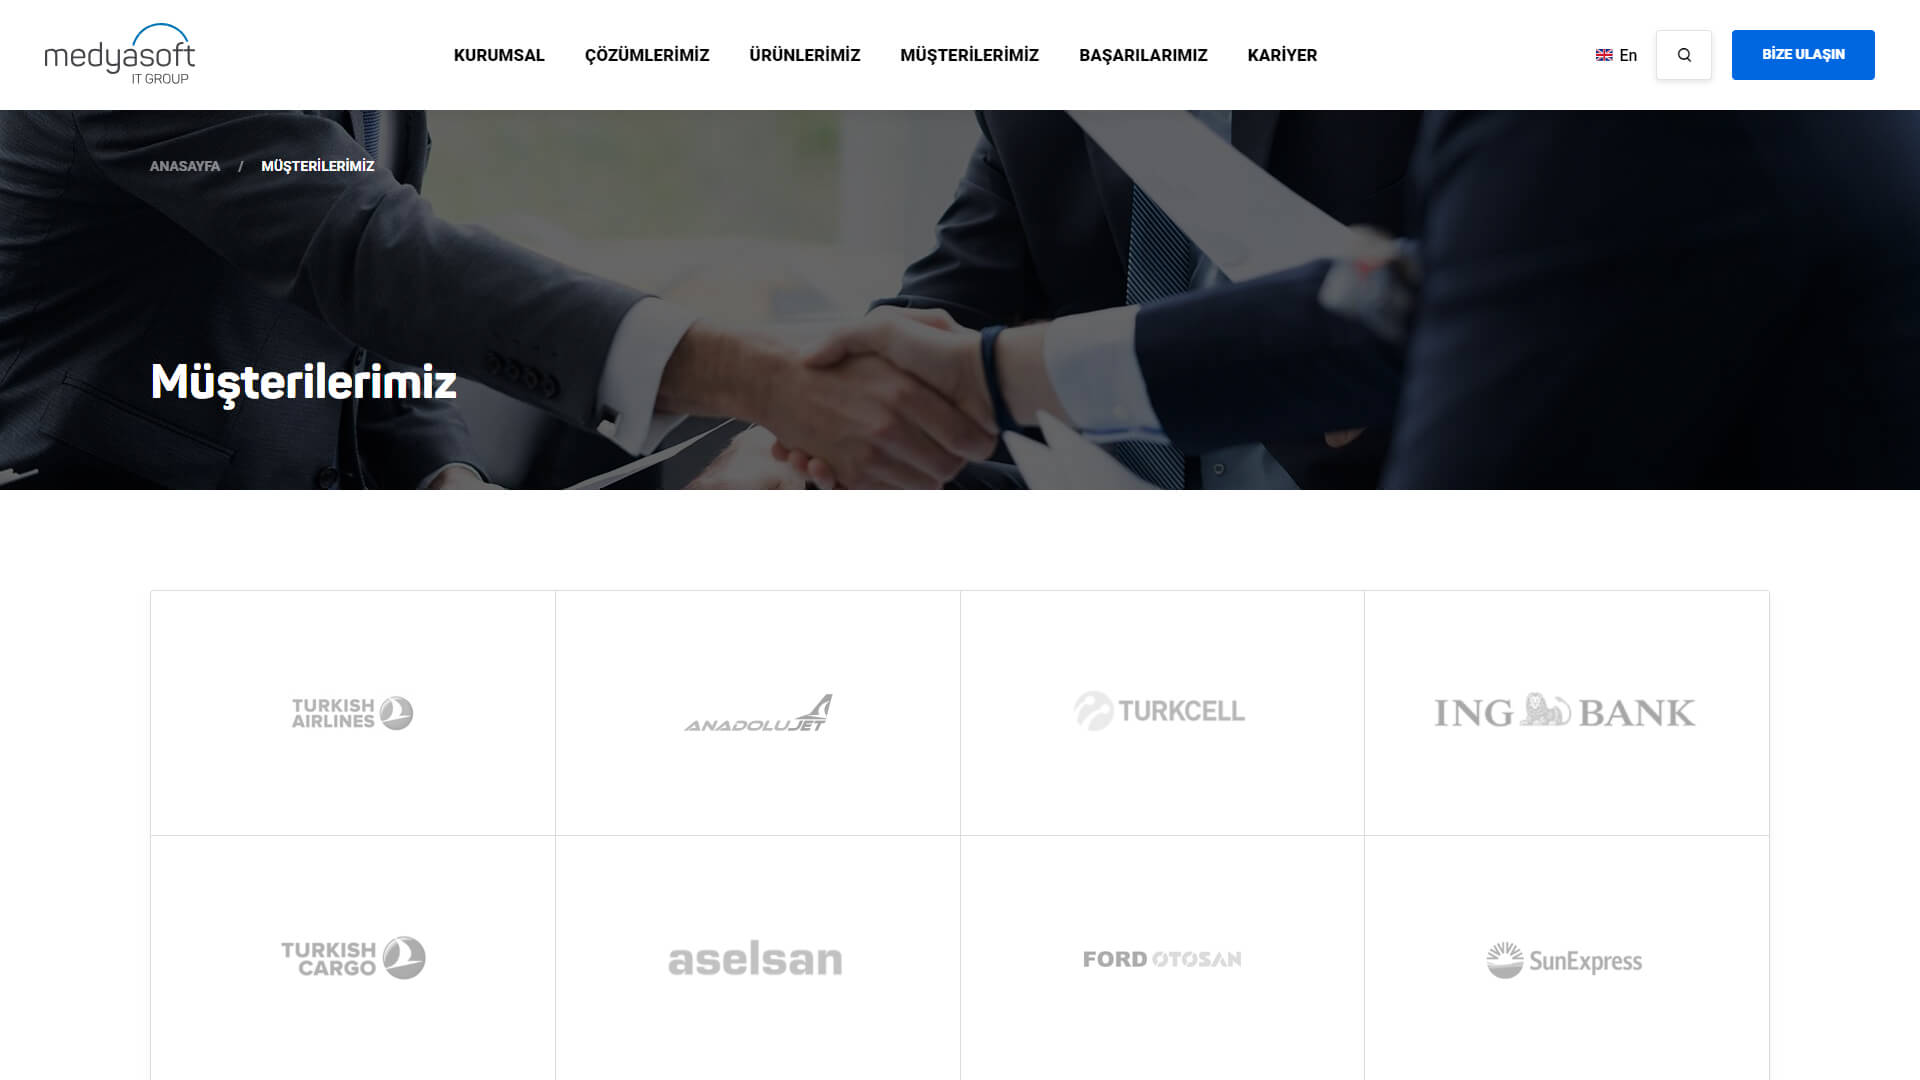 medyasoft
IT GROUP
KURUMSAL
ÇÖZÜMLERİMİZ
ÜRÜNLERİMİZ
MÜŞTERİLERİMİZ
BAŞARILARIMIZ
KARİYER
En
BİZE ULAŞIN
ANASAYFA / MÜŞTERİLERİMİZ
Müşterilerimiz
TURKISH
AIRLINES
ANADOLUJET
TURKCELL
ING BANK
TURKISH
CARGO
aselsan
FORD OTOSAN
SunExpress